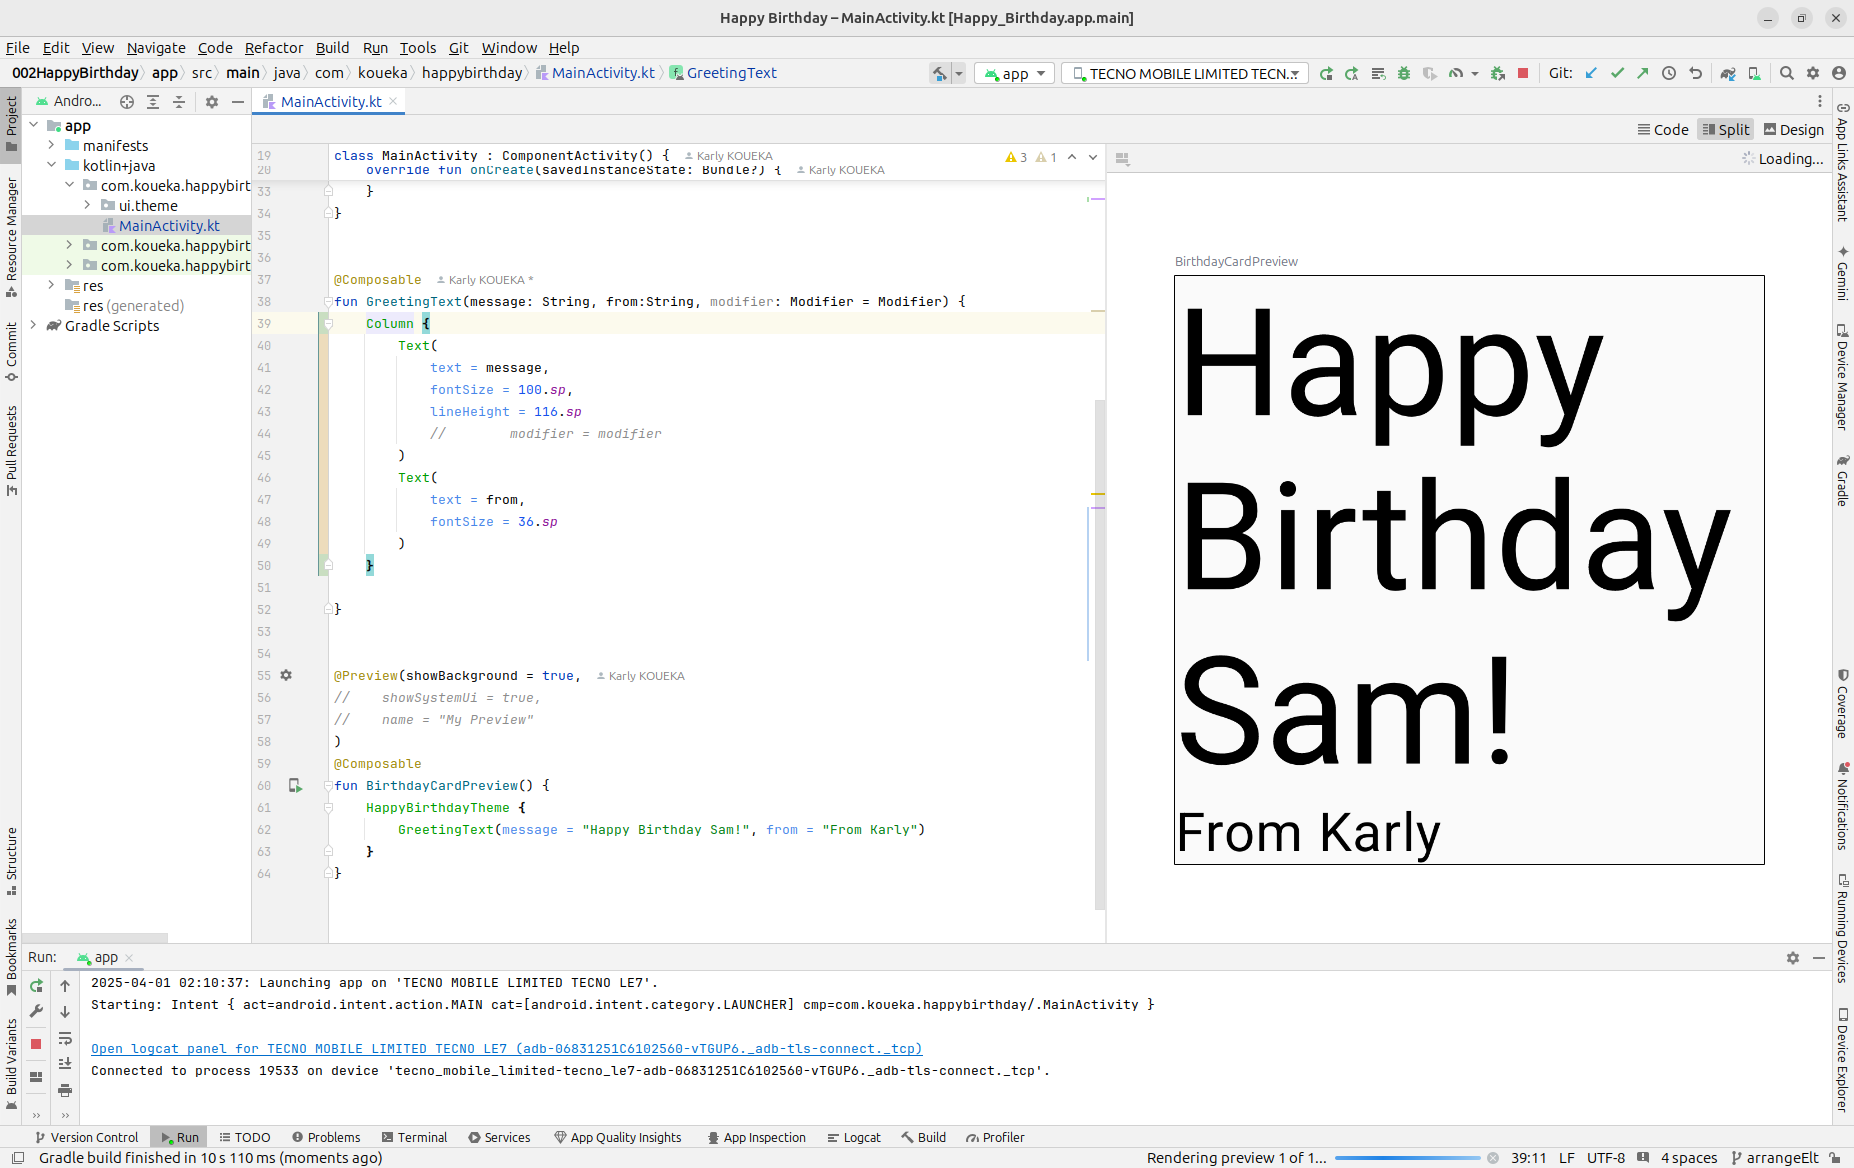 Happy Birthday – MainActivity.kt [Happy_Birthday.app.main]
File Edit View Navigate Code Refactor Build Run Tools Git Window Help
002HappyBirthday app src main java com koueka happybirthday MainActivity.kt GreetingText app TECNO MOBILE LIMITED TECN... Git:
Andro... MainActivity.kt
Code Split Design
Loading...
Project
Resource Manager
Commit
Pull Requests
Structure
Bookmarks
Build Variants
app
manifests
kotlin+java
com.koueka.happybirt
ui.theme
MainActivity.kt
com.koueka.happybirt
com.koueka.happybirt
res
res (generated)
Gradle Scripts
19 class MainActivity : ComponentActivity() { Karly KOUEKA 3 1
20 override fun onCreate(savedInstanceState: Bundle?) { Karly KOUEKA
33 }
34 }
35
36
37 @Composable Karly KOUEKA *
38 fun GreetingText(message: String, from:String, modifier: Modifier = Modifier) {
39 Column {
40 Text(
41 text = message,
42 fontSize = 100.sp,
43 lineHeight = 116.sp
44 // modifier = modifier
45 )
46 Text(
47 text = from,
48 fontSize = 36.sp
49 )
50 }
51
52 }
53
54
55 @Preview(showBackground = true, Karly KOUEKA
56 // showSystemUi = true,
57 // name = "My Preview"
58 )
59 @Composable
60 fun BirthdayCardPreview() {
61 HappyBirthdayTheme {
62 GreetingText(message = "Happy Birthday Sam!", from = "From Karly")
63 }
64 }
BirthdayCardPreview
Happy
Birthday
Sam!
From Karly
App Links Assistant
Gemini
Device Manager
Gradle
Coverage
Notifications
Running Devices
Device Explorer
Run: app
2025-04-01 02:10:37: Launching app on 'TECNO MOBILE LIMITED TECNO LE7'.
Starting: Intent { act=android.intent.action.MAIN cat=[android.intent.category.LAUNCHER] cmp=com.koueka.happybirthday/.MainActivity }
Open logcat panel for TECNO MOBILE LIMITED TECNO LE7 (adb-06831251C6102560-vTGUP6._adb-tls-connect._tcp)
Connected to process 19533 on device 'tecno_mobile_limited-tecno_le7-adb-06831251C6102560-vTGUP6._adb-tls-connect._tcp'.
Version Control Run TODO Problems Terminal Services App Quality Insights App Inspection Logcat Build Profiler
Gradle build finished in 10 s 110 ms (moments ago) Rendering preview 1 of 1... 39:11 LF UTF-8 4 spaces arrangeElt